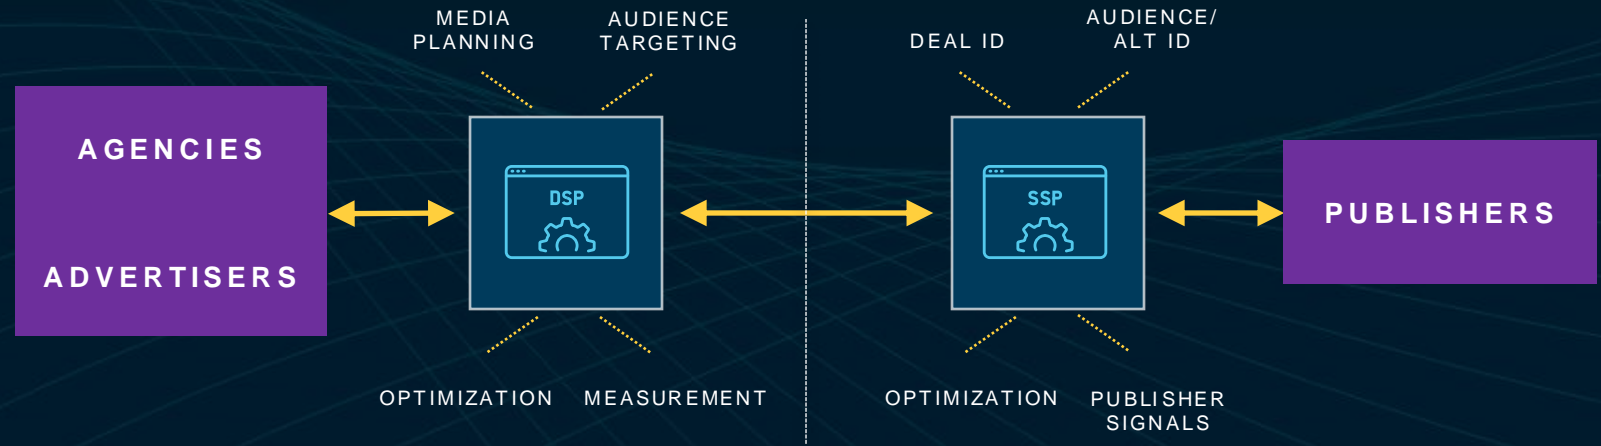 MEDIA
PLANNING
AUDIENCE
TARGETING
DEAL ID
AUDIENCE/
ALT ID
AGENCIES
ADVERTISERS
DSP
SSP
PUBLISHERS
OPTIMIZATION
MEASUREMENT
OPTIMIZATION
PUBLISHER
SIGNALS